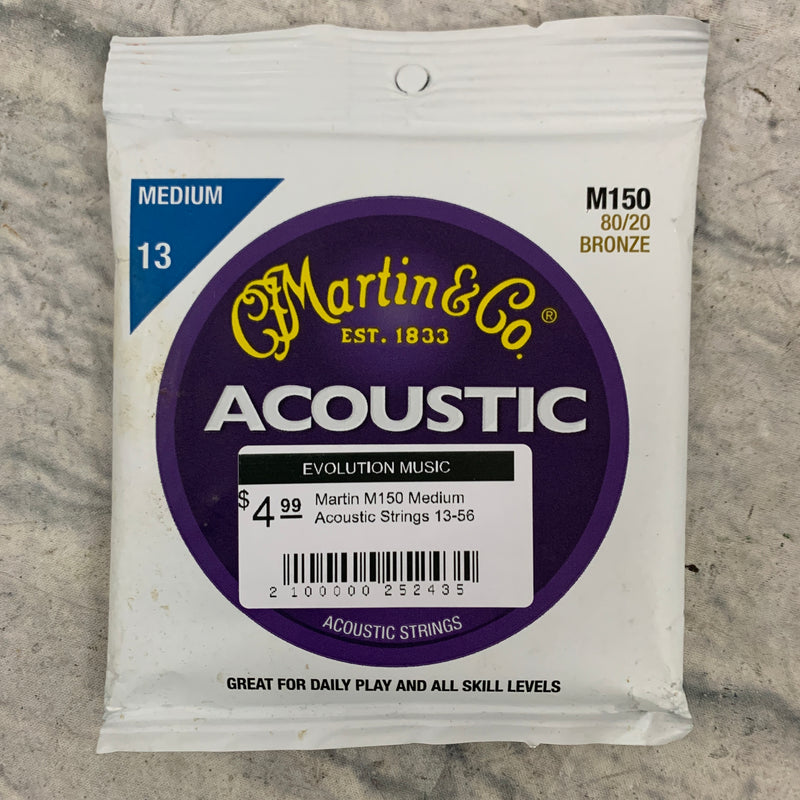 MEDIUM
13
M150
80/20
BRONZE
CFMartin & Co.®
EST. 1833
ACOUSTIC
EVOLUTION MUSIC
$4.99
Martin M150 Medium
Acoustic Strings 13-56
2 100000 252435
ACOUSTIC STRINGS
GREAT FOR DAILY PLAY AND ALL SKILL LEVELS